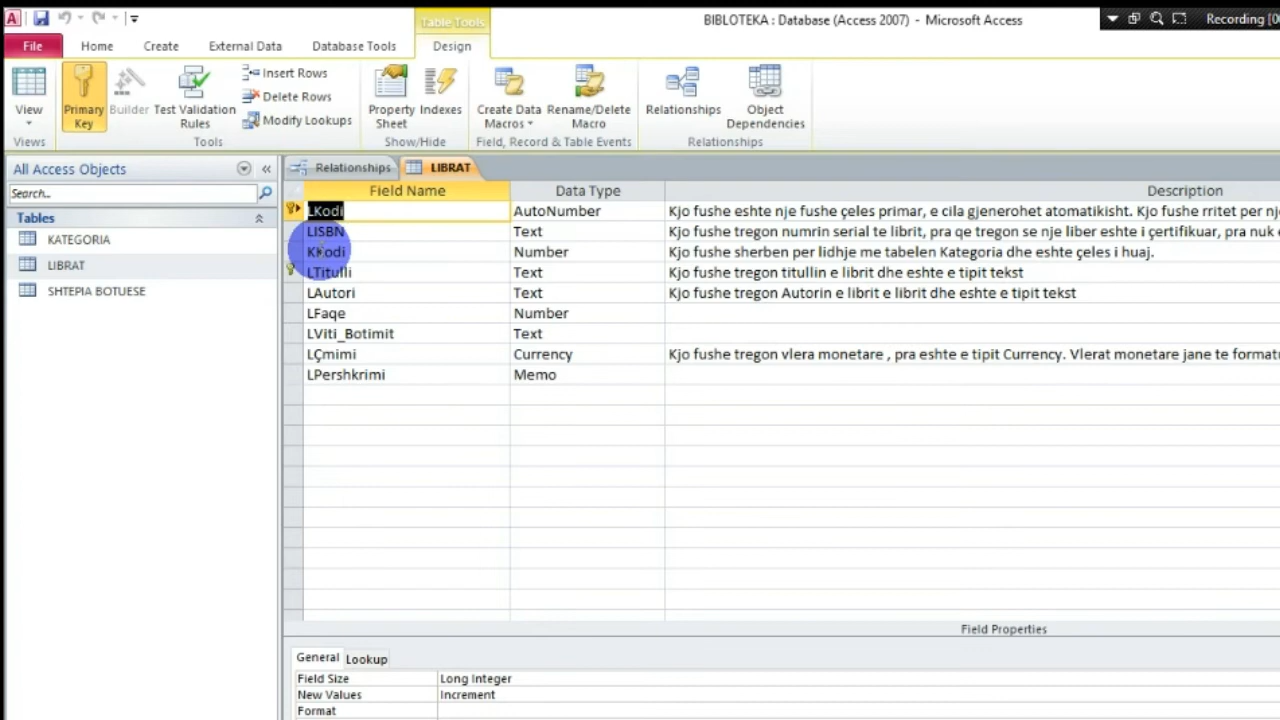 Table Tools
BIBLOTEKA : Database (Access 2007) - Microsoft Access
Recording
File Home Create External Data Database Tools Design
View
Primary Key
Builder
Test Validation Rules
Insert Rows
Delete Rows
Modify Lookups
Property Sheet
Indexes
Create Data Macros
Rename/Delete Macro
Relationships
Object Dependencies
Views Tools Show/Hide Field, Record & Table Events Relationships
All Access Objects
Search...
Tables
KATEGORIA
LIBRAT
SHTEPIA BOTUESE
Relationships LIBRAT
Field Name Data Type Description
LKodi AutoNumber Kjo fushe eshte nje fushe çeles primar, e cila gjenerohet atomatikisht. Kjo fushe rritet per nj
LISBN Text Kjo fushe tregon numrin serial te librit, pra qe tregon se nje liber eshte i çertifikuar, pra nuk
KKodi Number Kjo fushe sherben per lidhje me tabelen Kategoria dhe eshte çeles i huaj.
LTitulli Text Kjo fushe tregon titullin e librit dhe eshte e tipit tekst
LAutori Text Kjo fushe tregon Autorin e librit e librit dhe eshte e tipit tekst
LFaqe Number
LViti_Botimit Text
LÇmimi Currency Kjo fushe tregon vlera monetare , pra eshte e tipit Currency. Vlerat monetare jane te format
LPershkrimi Memo
Field Properties
General Lookup
Field Size Long Integer
New Values Increment
Format